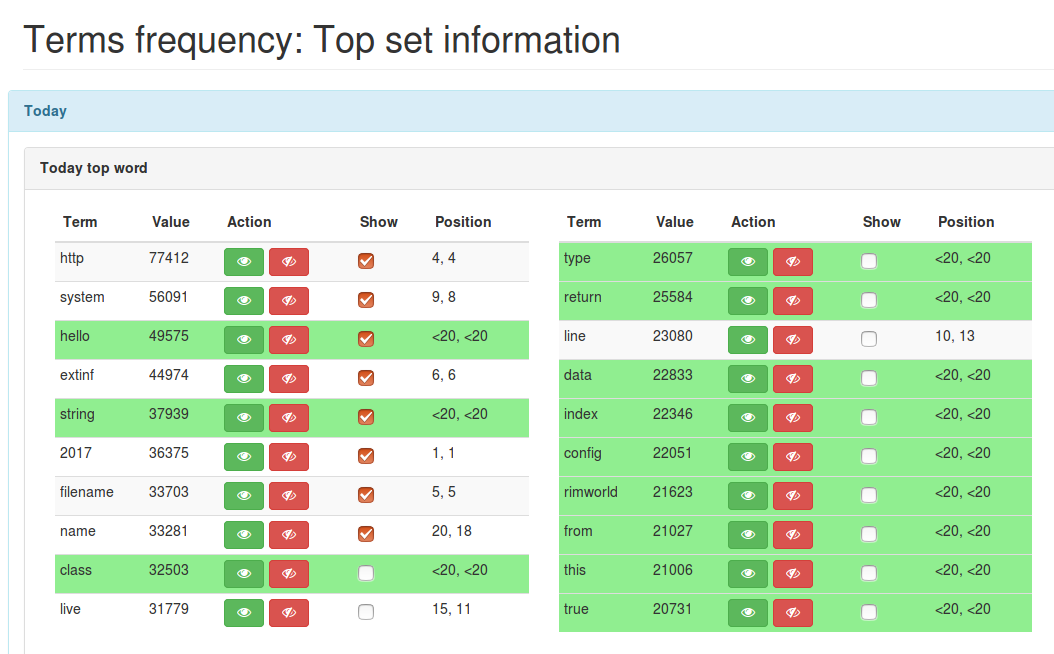 Terms frequency: Top set information
Today
Today top word
Term Value Action Show Position
http 77412 4, 4
system 56091 9, 8
hello 49575 <20, <20
extinf 44974 6, 6
string 37939 <20, <20
2017 36375 1, 1
filename 33703 5, 5
name 33281 20, 18
class 32503 <20, <20
live 31779 15, 11
Term Value Action Show Position
type 26057 <20, <20
return 25584 <20, <20
line 23080 10, 13
data 22833 <20, <20
index 22346 <20, <20
config 22051 <20, <20
rimworld 21623 <20, <20
from 21027 <20, <20
this 21006 <20, <20
true 20731 <20, <20